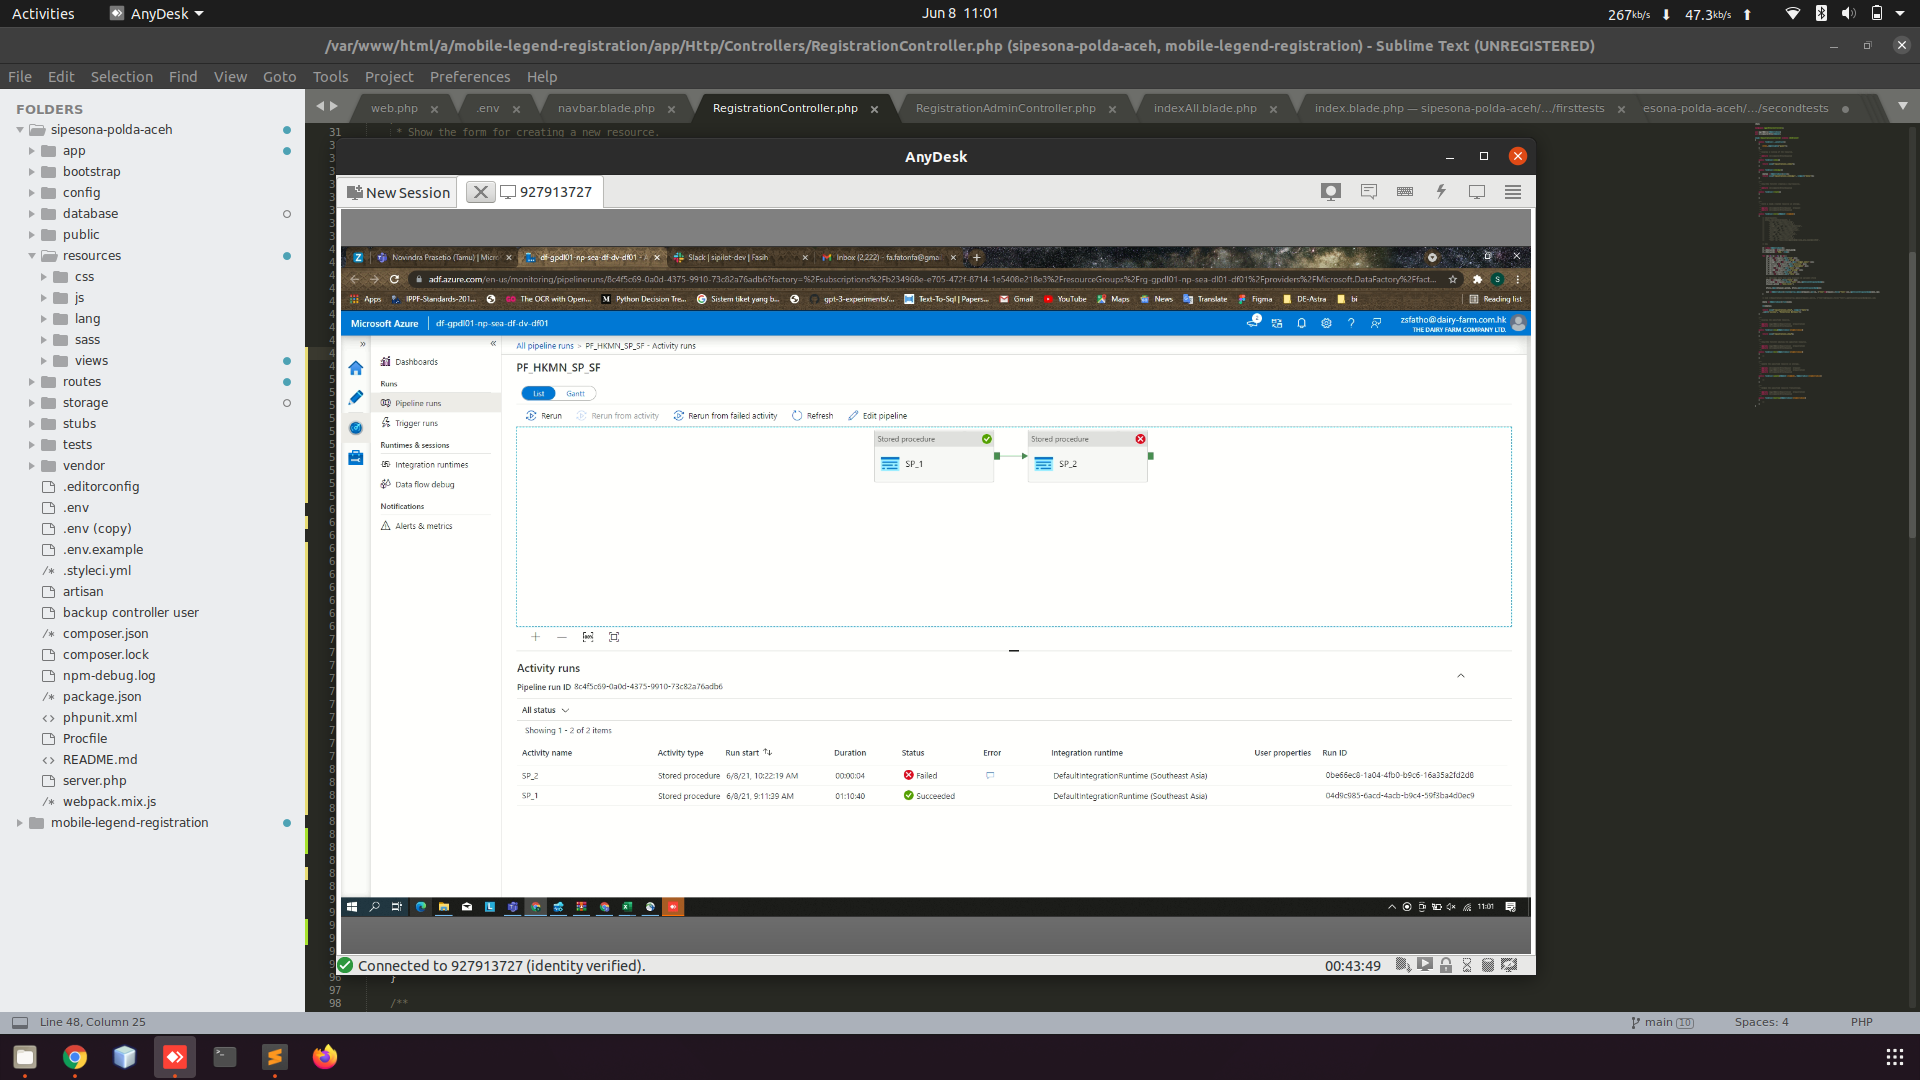 Activities
AnyDesk
Jun 8 11:01
267kb/s
47.3kb/s
/var/www/html/a/mobile-legend-registration/app/Http/Controllers/RegistrationController.php (sipesona-polda-aceh, mobile-legend-registration) - Sublime Text (UNREGISTERED)
File Edit Selection Find View Goto Tools Project Preferences Help
FOLDERS
sipesona-polda-aceh
app
bootstrap
config
database
public
resources
css
js
lang
sass
views
routes
storage
stubs
tests
vendor
.editorconfig
.env
.env (copy)
.env.example
/* .styleci.yml
artisan
backup controller user
/* composer.json
composer.lock
npm-debug.log
/* package.json
<> phpunit.xml
Procfile
<> README.md
server.php
/* webpack.mix.js
mobile-legend-registration
web.php
.env
navbar.blade.php
RegistrationController.php
RegistrationAdminController.php
indexAll.blade.php
index.blade.php — sipesona-polda-aceh/.../firsttests
esona-polda-aceh/.../secondtests
31 * Show the form for creating a new resource.
AnyDesk
New Session
927913727
Novindra Prasetio (Tamu) | Micr
df-gpdl01-np-sea-df-dv-df01
Slack | sipilot-dev | Fasih
Inbox (2,222) - fa.fatonfa@gma
adf.azure.com/en-us/monitoring/pipelineruns/8c4f5c69-0a0d-4375-9910-73c82a76adb6?factory=%2Fsubscriptions%2Fb234968e-e705-472f-8714-1e5408e218e3%2FresourceGroups%2Frg-gpdl01-np-sea-dl01-df01%2Fproviders%2FMicrosoft.DataFactory%2Ffact...
Apps
IPPF-Standards-201...
The OCR with Open...
Python Decision Tre...
Sistem tiket yang b...
gpt-3-experiments/...
Text-To-Sql | Papers...
Gmail
YouTube
Maps
News
Translate
Figma
DE-Astra
bi
Reading list
Microsoft Azure
df-gpdl01-np-sea-df-dv-df01
2
zsfatho@dairy-farm.com.hk
THE DAIRY FARM COMPANY LTD.
Dashboards
Runs
Pipeline runs
Trigger runs
Runtimes & sessions
Integration runtimes
Data flow debug
Notifications
Alerts & metrics
All pipeline runs > PF_HKMN_SP_SF - Activity runs
PF_HKMN_SP_SF
List
Gantt
Rerun
Rerun from activity
Rerun from failed activity
Refresh
Edit pipeline
Stored procedure
SP_1
Stored procedure
SP_2
Activity runs
Pipeline run ID 8c4f5c69-0a0d-4375-9910-73c82a76adb6
All status
Showing 1 - 2 of 2 items
Activity name Activity type Run start Duration Status Error Integration runtime User properties Run ID
SP_2 Stored procedure 6/8/21, 10:22:19 AM 00:00:04 Failed DefaultIntegrationRuntime (Southeast Asia) 0be66ec8-1a04-4fb0-b9c6-16a35a2fd2d8
SP_1 Stored procedure 6/8/21, 9:11:39 AM 01:10:40 Succeeded DefaultIntegrationRuntime (Southeast Asia) 04d9c985-6acd-4acb-b9c4-59f3ba4d0ec9
11:01
Connected to 927913727 (identity verified).
00:43:49
96 }
97
98 /**
Line 48, Column 25
main 10
Spaces: 4
PHP